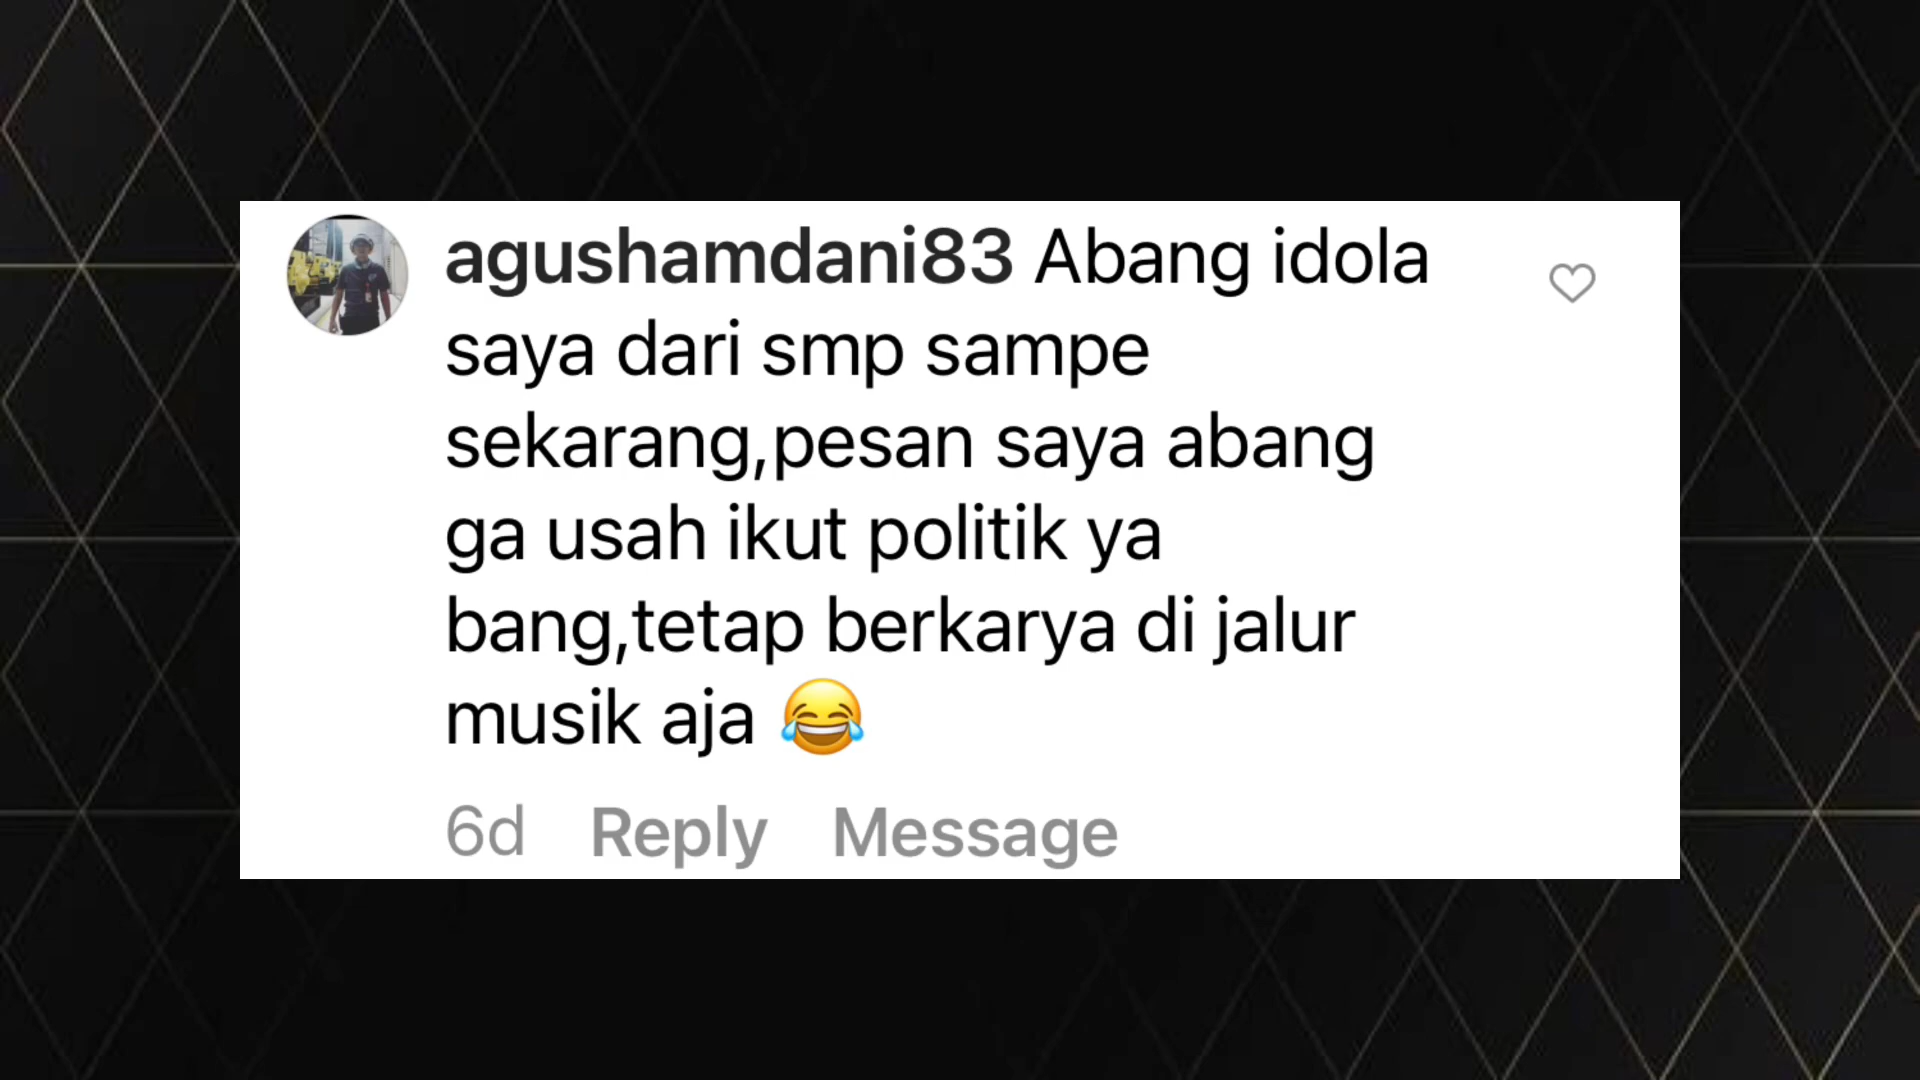 agushamdani83 Abang idola
saya dari smp sampe
sekarang,pesan saya abang
ga usah ikut politik ya
bang,tetap berkarya di jalur
musik aja 😂
6d Reply Message